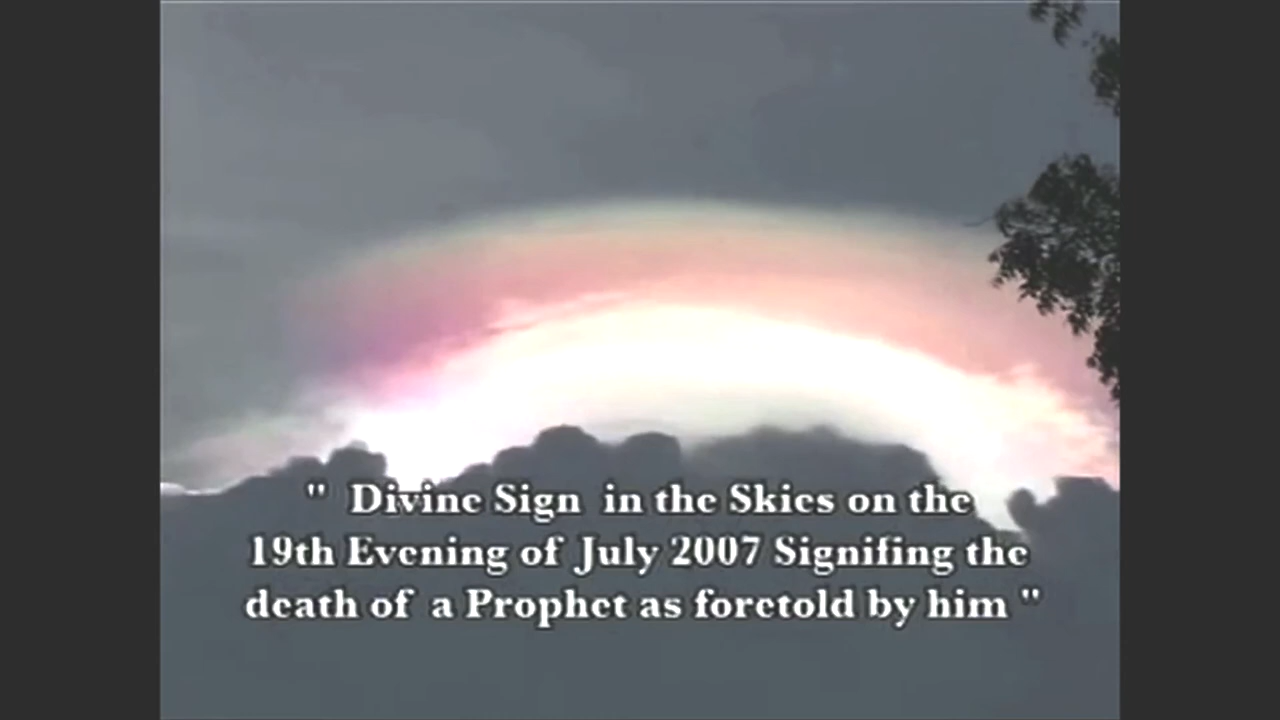 " Divine Sign in the Skies on the
19th Evening of July 2007 Signifing the
death of a Prophet as foretold by him "